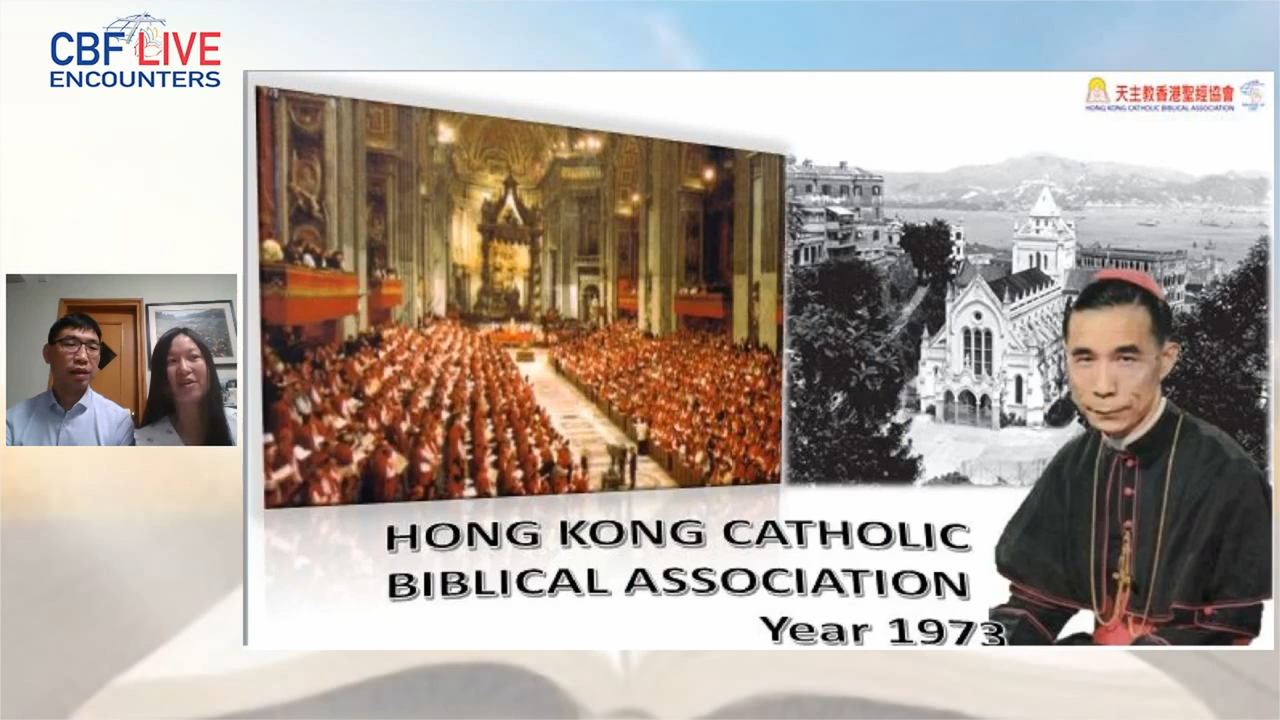 CBF LIVE
ENCOUNTERS
天主教香港聖經協會
HONG KONG CATHOLIC BIBLICAL ASSOCIATION
HONG KONG CATHOLIC
BIBLICAL ASSOCIATION
Year 1973